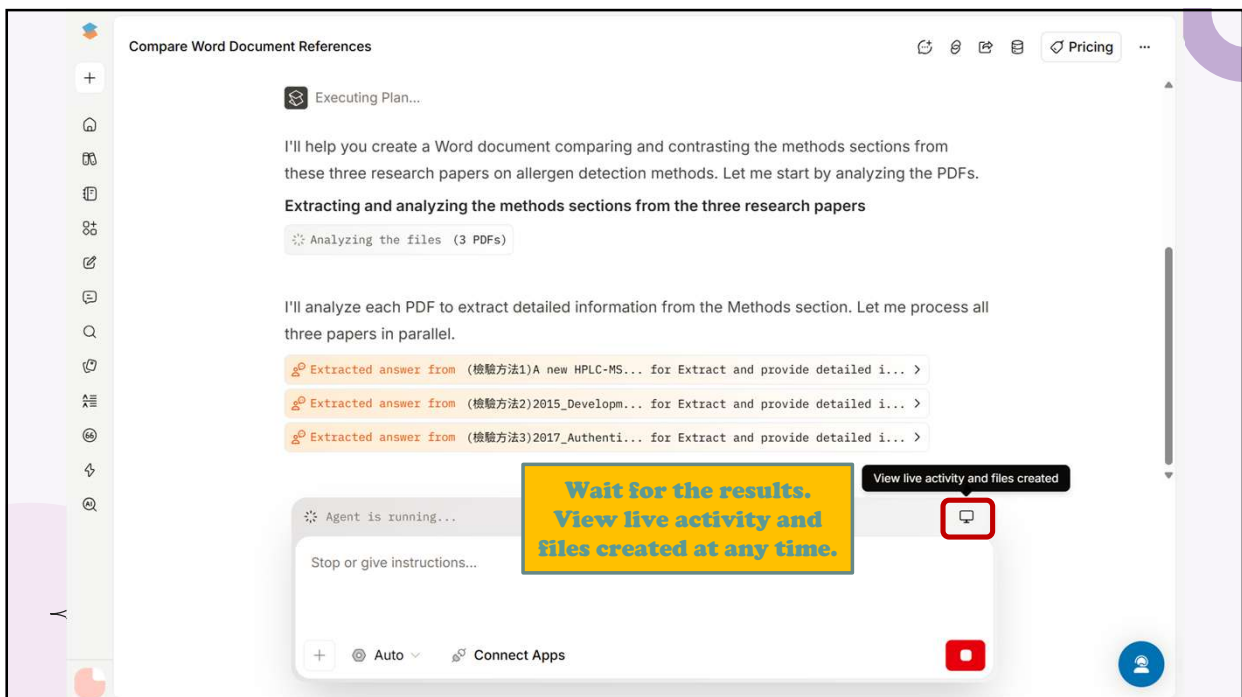 Compare Word Document References
Pricing
Executing Plan...
I'll help you create a Word document comparing and contrasting the methods sections from
these three research papers on allergen detection methods. Let me start by analyzing the PDFs.
Extracting and analyzing the methods sections from the three research papers
Analyzing the files (3 PDFs)
I'll analyze each PDF to extract detailed information from the Methods section. Let me process all
three papers in parallel.
Extracted answer from (檢驗方法1)A new HPLC-MS... for Extract and provide detailed i...
Extracted answer from (檢驗方法2)2015_Developm... for Extract and provide detailed i...
Extracted answer from (檢驗方法3)2017_Authenti... for Extract and provide detailed i...
Wait for the results.
View live activity and
files created at any time.
View live activity and files created
Agent is running...
Stop or give instructions...
Auto
Connect Apps